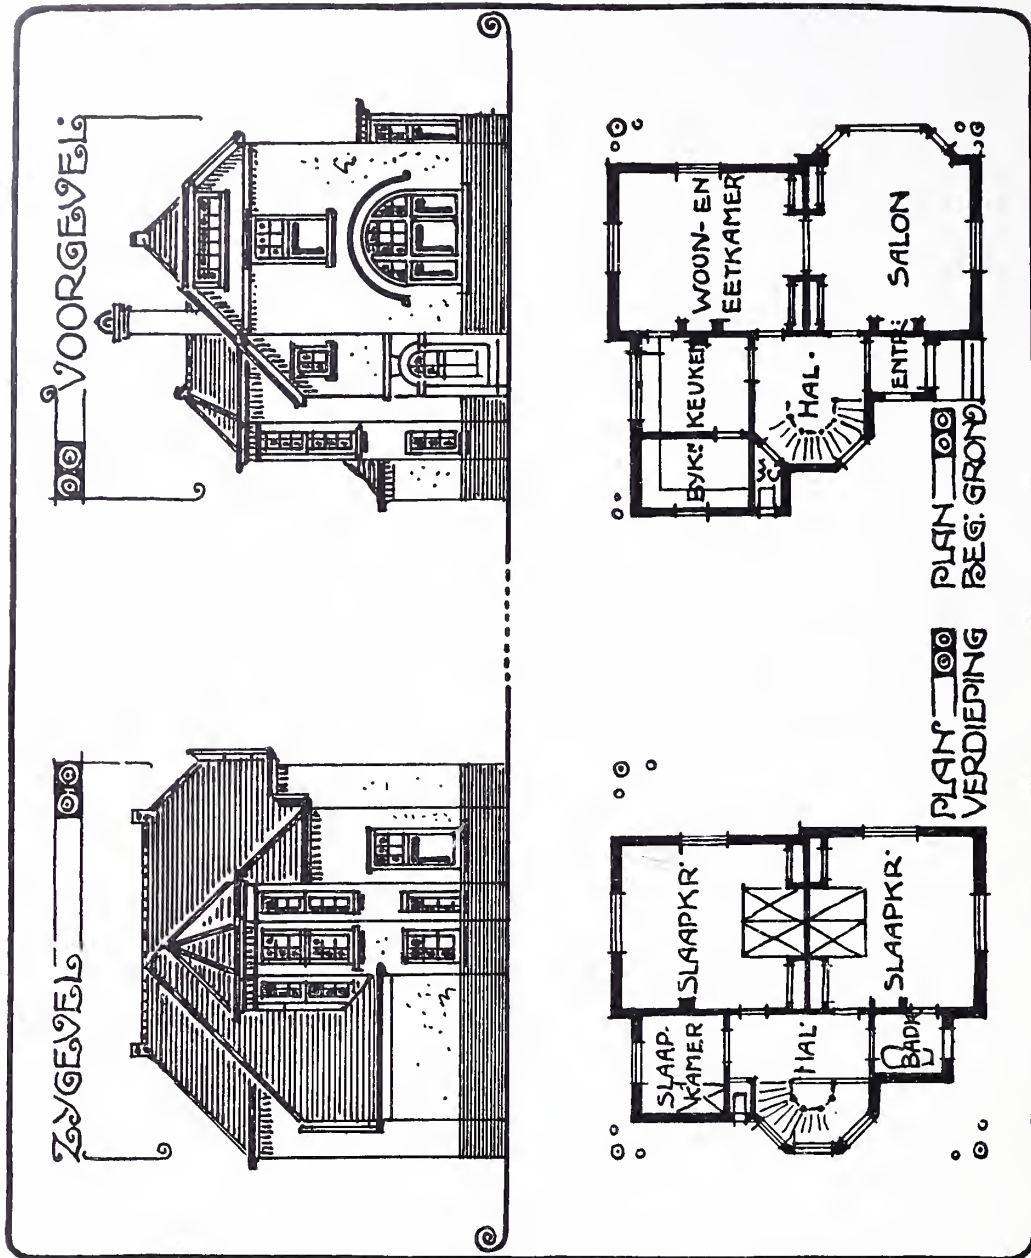 ZYGEVEL
VOORGEVEL
SLAAP-
KAMER
SLAAPKR.
HAL
SLAAPKR.
BADK
PLAN
VERDIEPING
BYK:
KEUKEN
WOON- EN
EETKAMER
WC
HAL.
ENTR:
SALON
PLAN
BEG: GROND